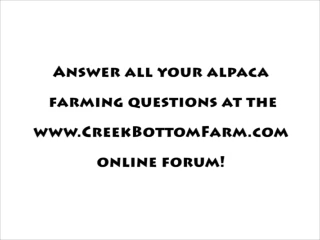 Answer all your alpaca
farming questions at the
www.CreekBottomFarm.com
online forum!